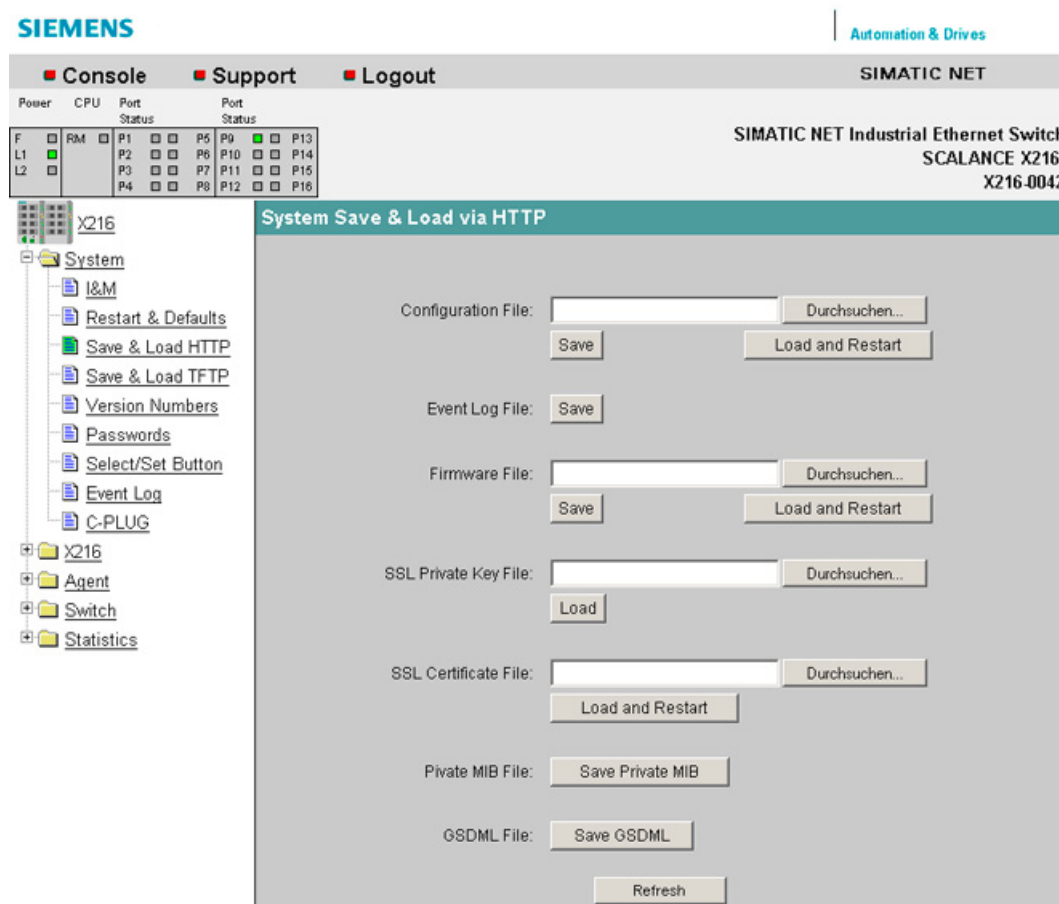 SIEMENS
Automation & Drives
Console Support Logout SIMATIC NET
Power CPU Port Status Port Status
F RM P1 P5 P9 P13
L1 P2 P6 P10 P14
L2 P3 P7 P11 P15
P4 P8 P12 P16
SIMATIC NET Industrial Ethernet Switch
SCALANCE X216
X216-0042
X216
System
I&M
Restart & Defaults
Save & Load HTTP
Save & Load TFTP
Version Numbers
Passwords
Select/Set Button
Event Log
C-PLUG
X216
Agent
Switch
Statistics
System Save & Load via HTTP
Configuration File: Durchsuchen...
Save Load and Restart
Event Log File: Save
Firmware File: Durchsuchen...
Save Load and Restart
SSL Private Key File: Durchsuchen...
Load
SSL Certificate File: Durchsuchen...
Load and Restart
Pivate MIB File: Save Private MIB
GSDML File: Save GSDML
Refresh